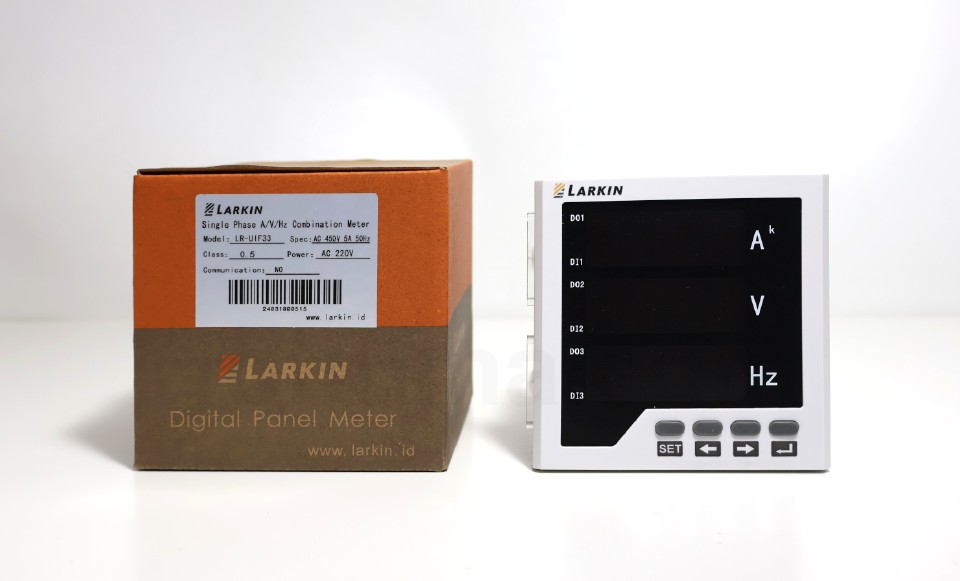 LARKIN
Single Phase A/V/Hz Combination Meter
Model: LR-UIF33 Spec: AC 450V 5A 50Hz
Class: 0.5 Power: AC 220V
Communication: NO
24031800515
www.larkin.id
LARKIN
Digital Panel Meter
www.larkin.id
LARKIN
DO1
A k
DI1
DO2
V
DI2
DO3
Hz
DI3
SET